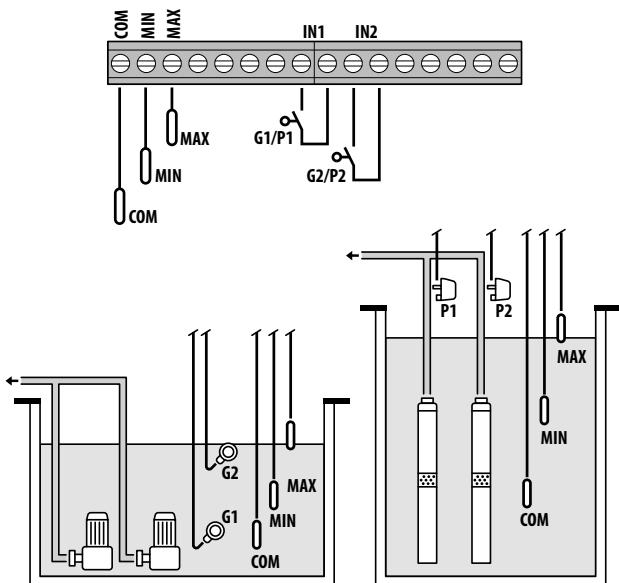 COM MIN MAX
IN1 IN2
G1/P1
MAX
G2/P2
MIN
COM
P1 P2
MAX
MIN
COM
G2
MAX
MIN
G1
COM